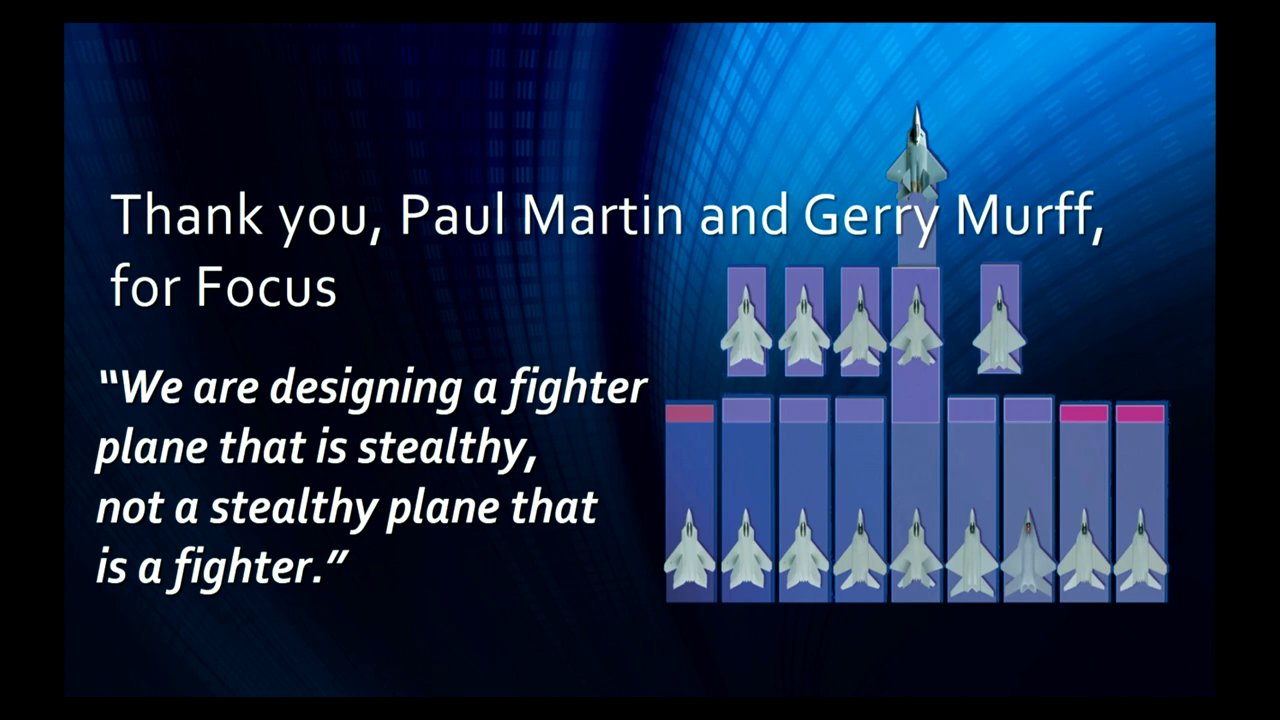 Thank you, Paul Martin and Gerry Murff,
for Focus
“We are designing a fighter
plane that is stealthy,
not a stealthy plane that
is a fighter.”